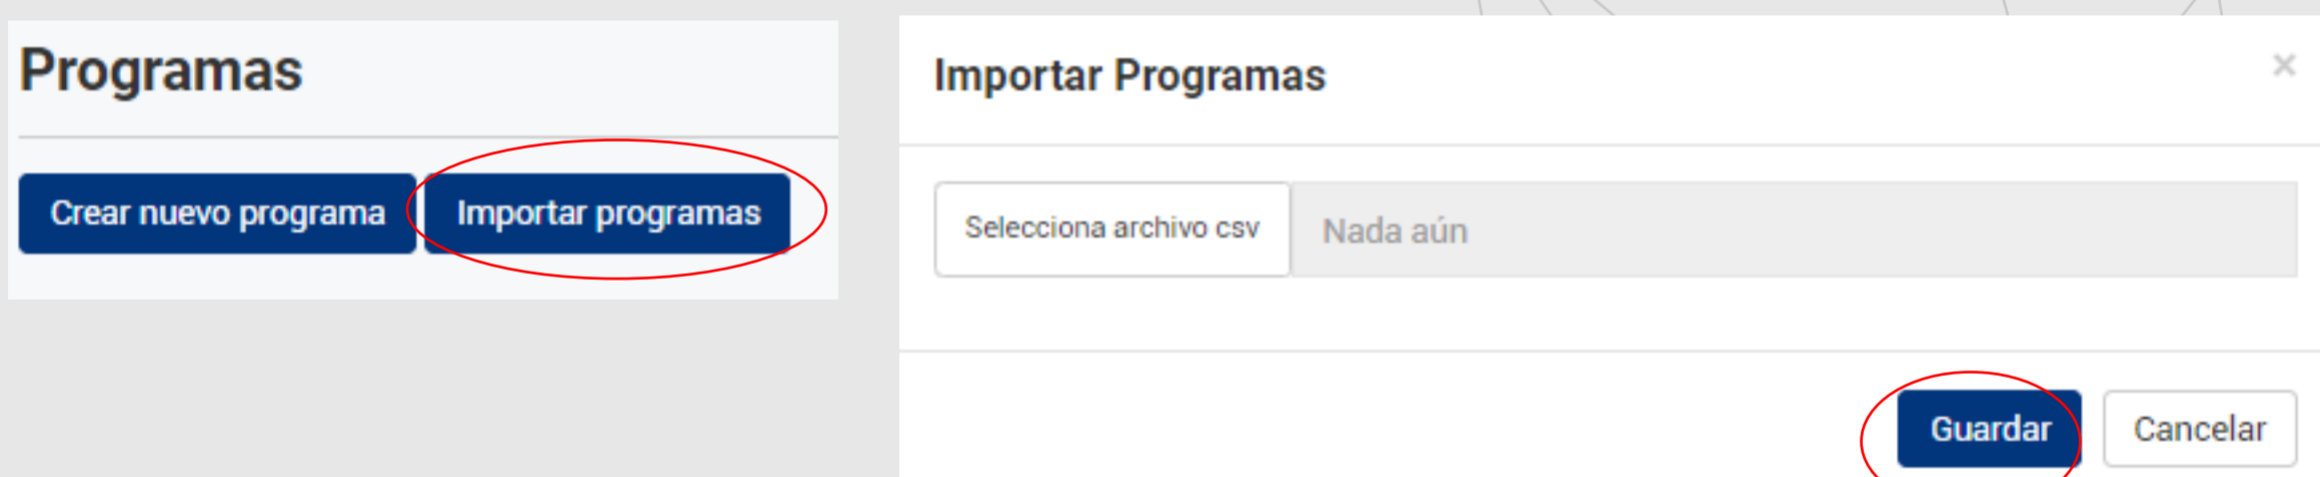 Programas
Crear nuevo programa
Importar programas
Importar Programas
×
Selecciona archivo csv
Nada aún
Guardar
Cancelar